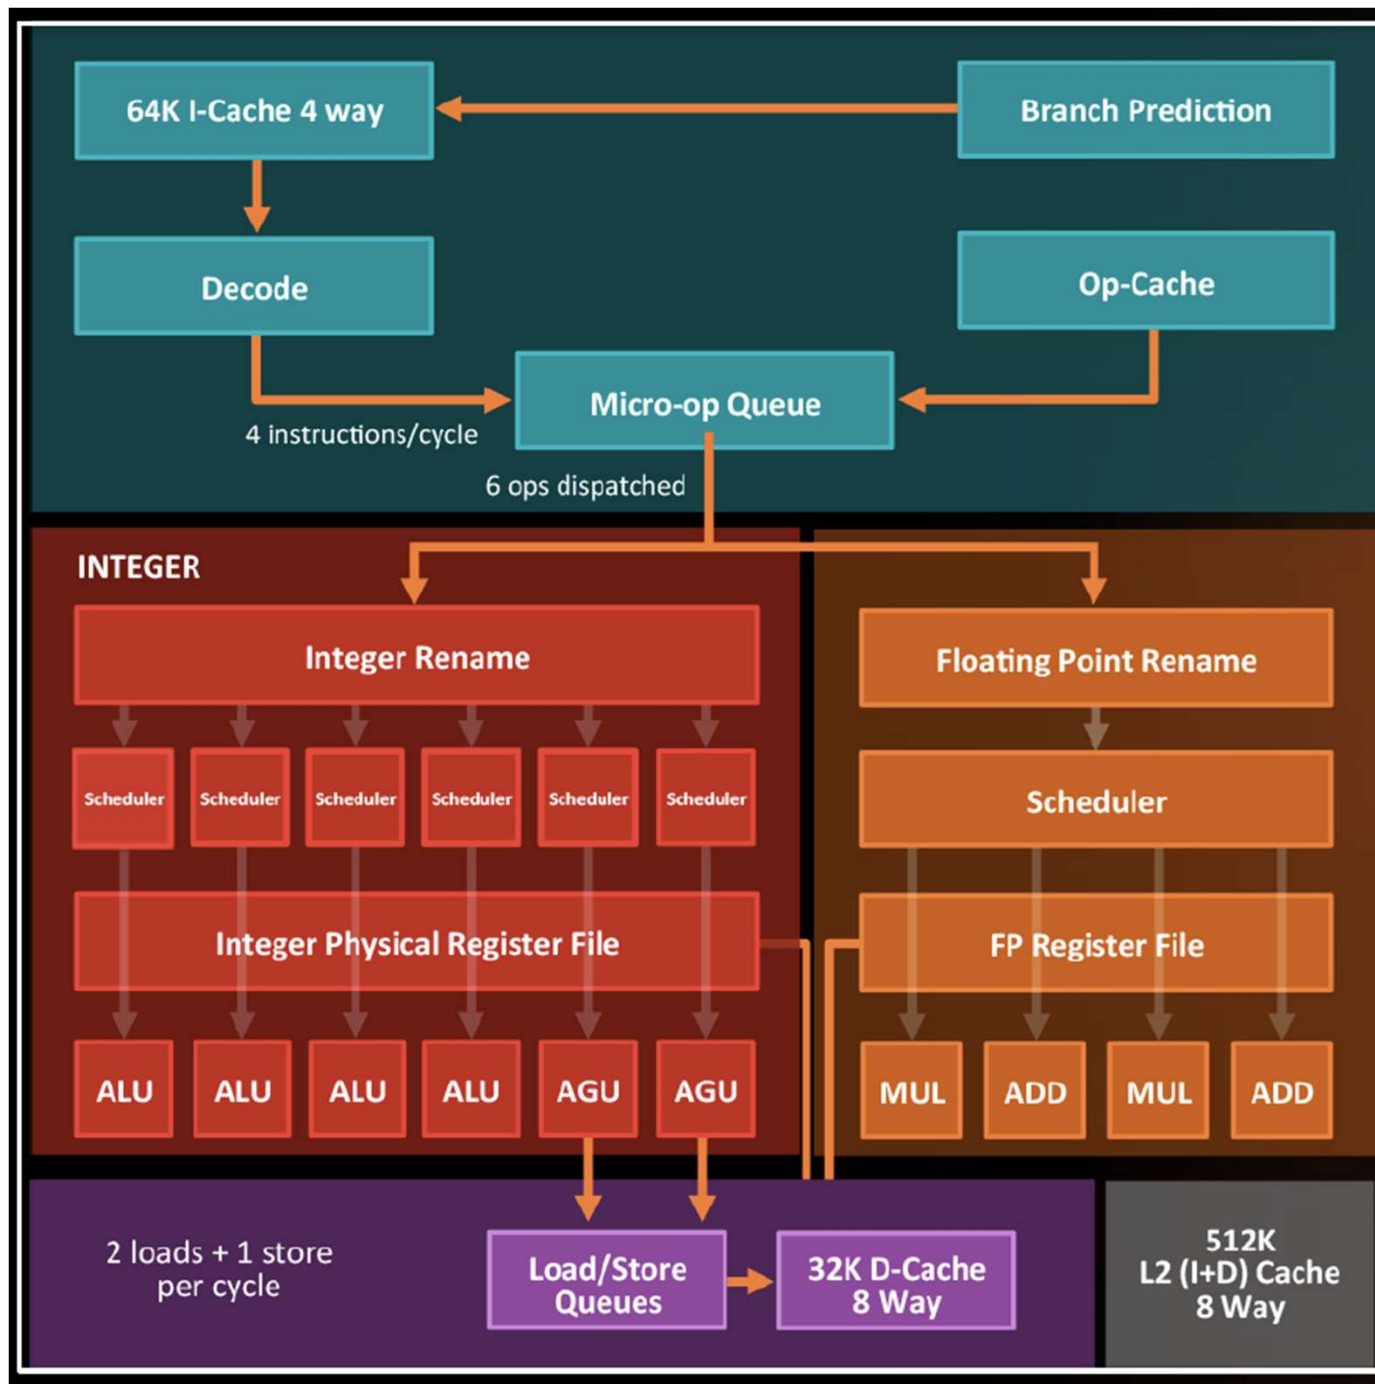 64K I-Cache 4 way
Branch Prediction
Decode
Op-Cache
Micro-op Queue
4 instructions/cycle
6 ops dispatched
INTEGER
Integer Rename
Floating Point Rename
Scheduler
Scheduler
Scheduler
Scheduler
Scheduler
Scheduler
Scheduler
Integer Physical Register File
FP Register File
ALU
ALU
ALU
ALU
AGU
AGU
MUL
ADD
MUL
ADD
2 loads + 1 store
per cycle
Load/Store
Queues
32K D-Cache
8 Way
512K
L2 (I+D) Cache
8 Way